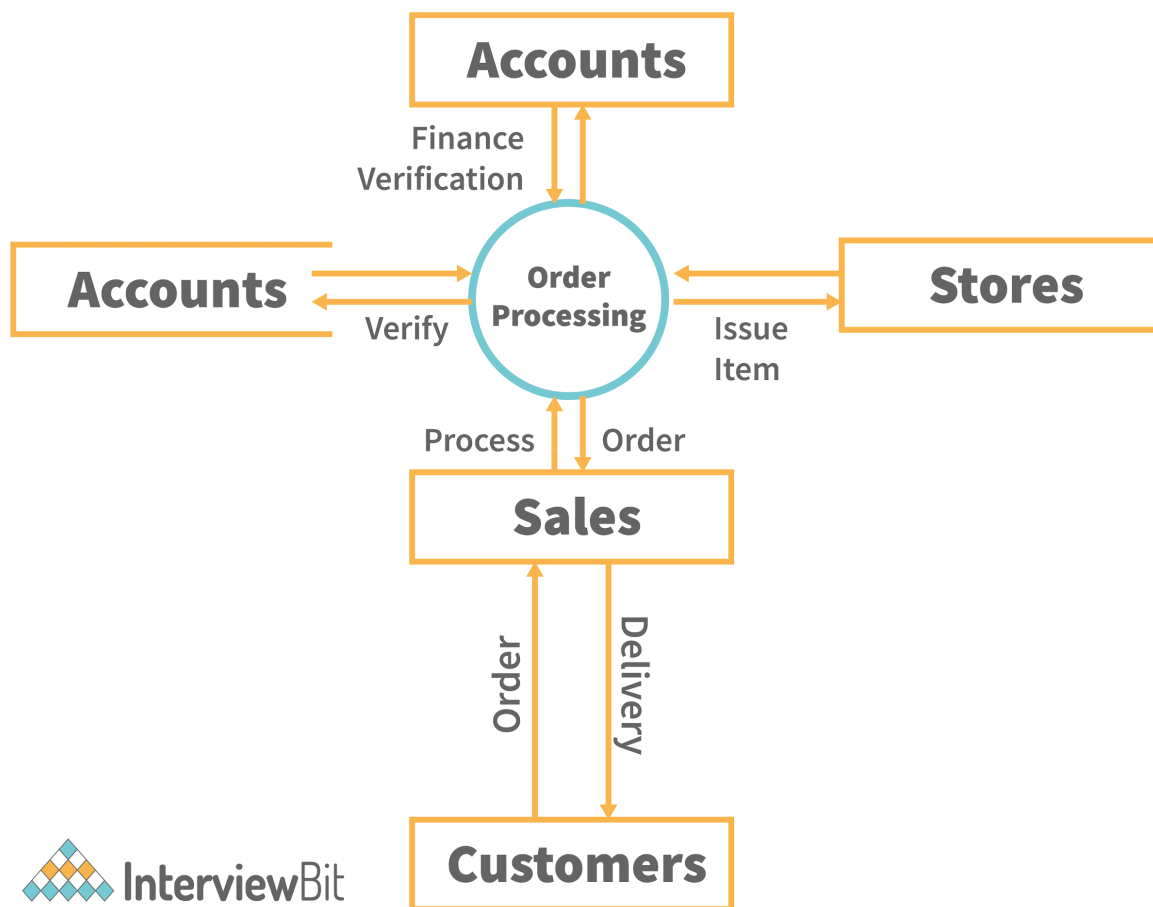 Accounts
Finance
Verification
Accounts
Order
Processing
Stores
Verify
Issue
Item
Process
Order
Sales
Order
Delivery
Customers
InterviewBit